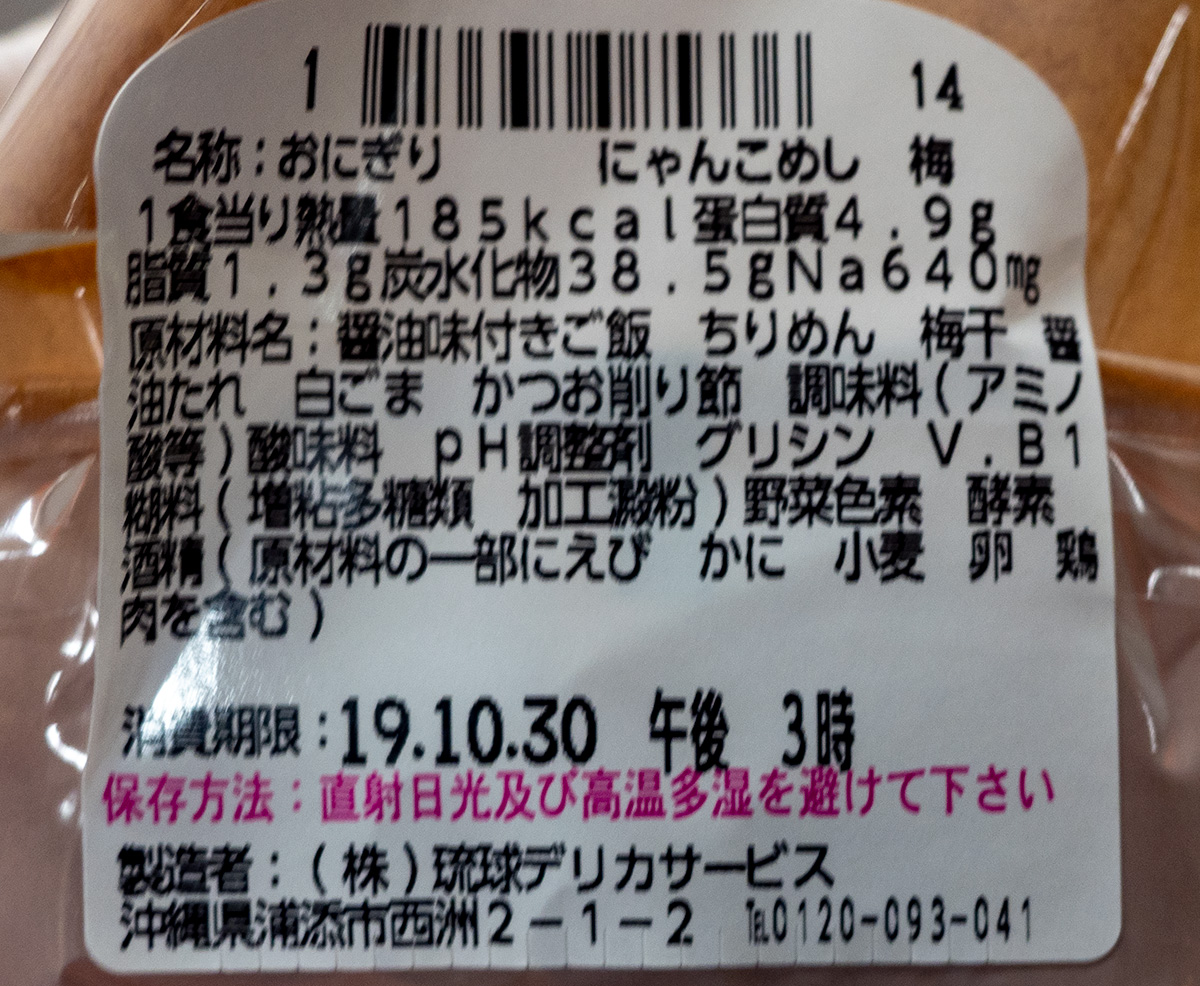 1 14
名称：おにぎり　にゃんこめし　梅
1食当り熱量185kcal蛋白質4.9g
脂質1.3g炭水化物38.5gNa640㎎
原材料名：醤油味付きご飯　ちりめん　梅干　醤
油たれ　白ごま　かつお削り節　調味料(アミノ
酸等)酸味料　pH調整剤　グリシン　V.B1
糊料(増粘多糖類　加工澱粉)野菜色素　酵素
酒精(原材料の一部にえび　かに　小麦　卵　鶏
肉を含む)
消費期限：19.10.30　午後　3時
保存方法：直射日光及び高温多湿を避けて下さい
製造者：(株)琉球デリカサービス
沖縄県浦添市西洲2-1-2　℡0120-093-041